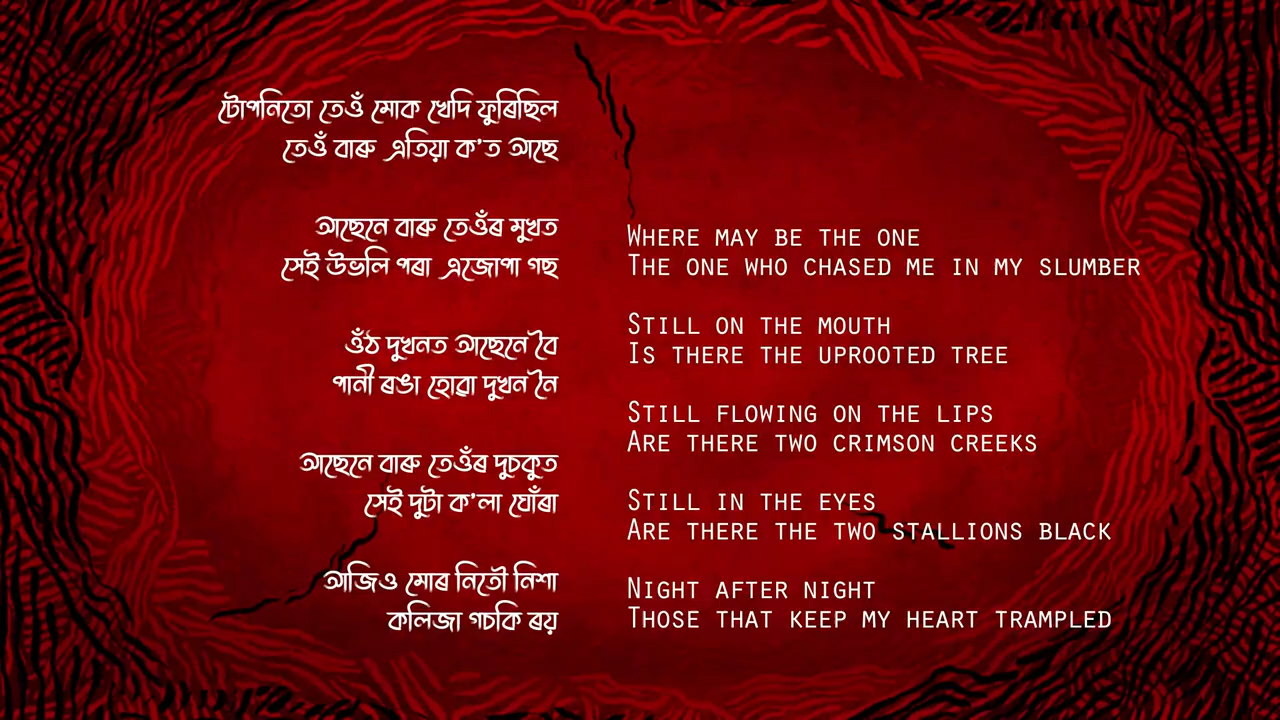 টোপনিতো তেওঁ মোক খেদি ফুৰিছিল
তেওঁ বাৰু এতিয়া ক'ত আছে
আছেনে বাৰু তেওঁৰ মুখত
সেই উভলি পৰা এজোপা গছ
ওঁঠ দুখনত আছেনে বৈ
পানী ৰঙা হোৱা দুখন নৈ
আছেনে বাৰু তেওঁৰ দুচকুত
সেই দুটা ক'লা ঘোঁৰা
আজিও মোৰ নিতৌ নিশা
কলিজা গচকি ৰয়
WHERE MAY BE THE ONE
THE ONE WHO CHASED ME IN MY SLUMBER
STILL ON THE MOUTH
IS THERE THE UPROOTED TREE
STILL FLOWING ON THE LIPS
ARE THERE TWO CRIMSON CREEKS
STILL IN THE EYES
ARE THERE THE TWO STALLIONS BLACK
NIGHT AFTER NIGHT
THOSE THAT KEEP MY HEART TRAMPLED